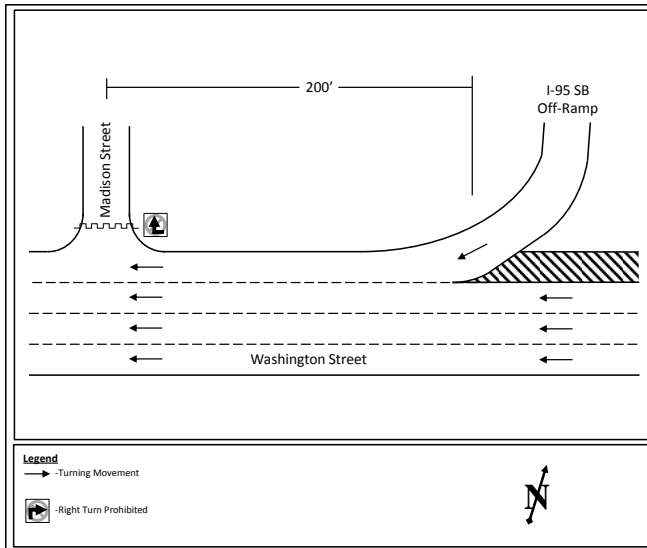 200’
I-95 SB
Off-Ramp
Madison Street
Washington Street
Legend
-Turning Movement
-Right Turn Prohibited
N